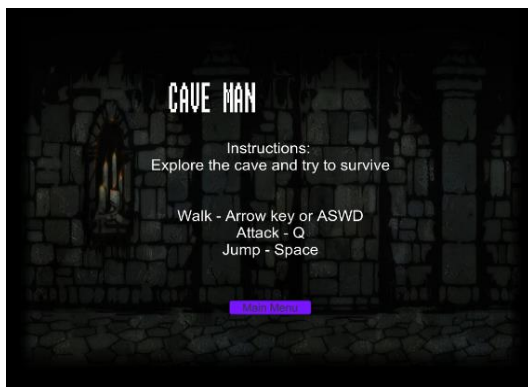 CAVE MAN
Instructions:
Explore the cave and try to survive
Walk - Arrow key or ASWD
Attack - Q
Jump - Space
Main Menu